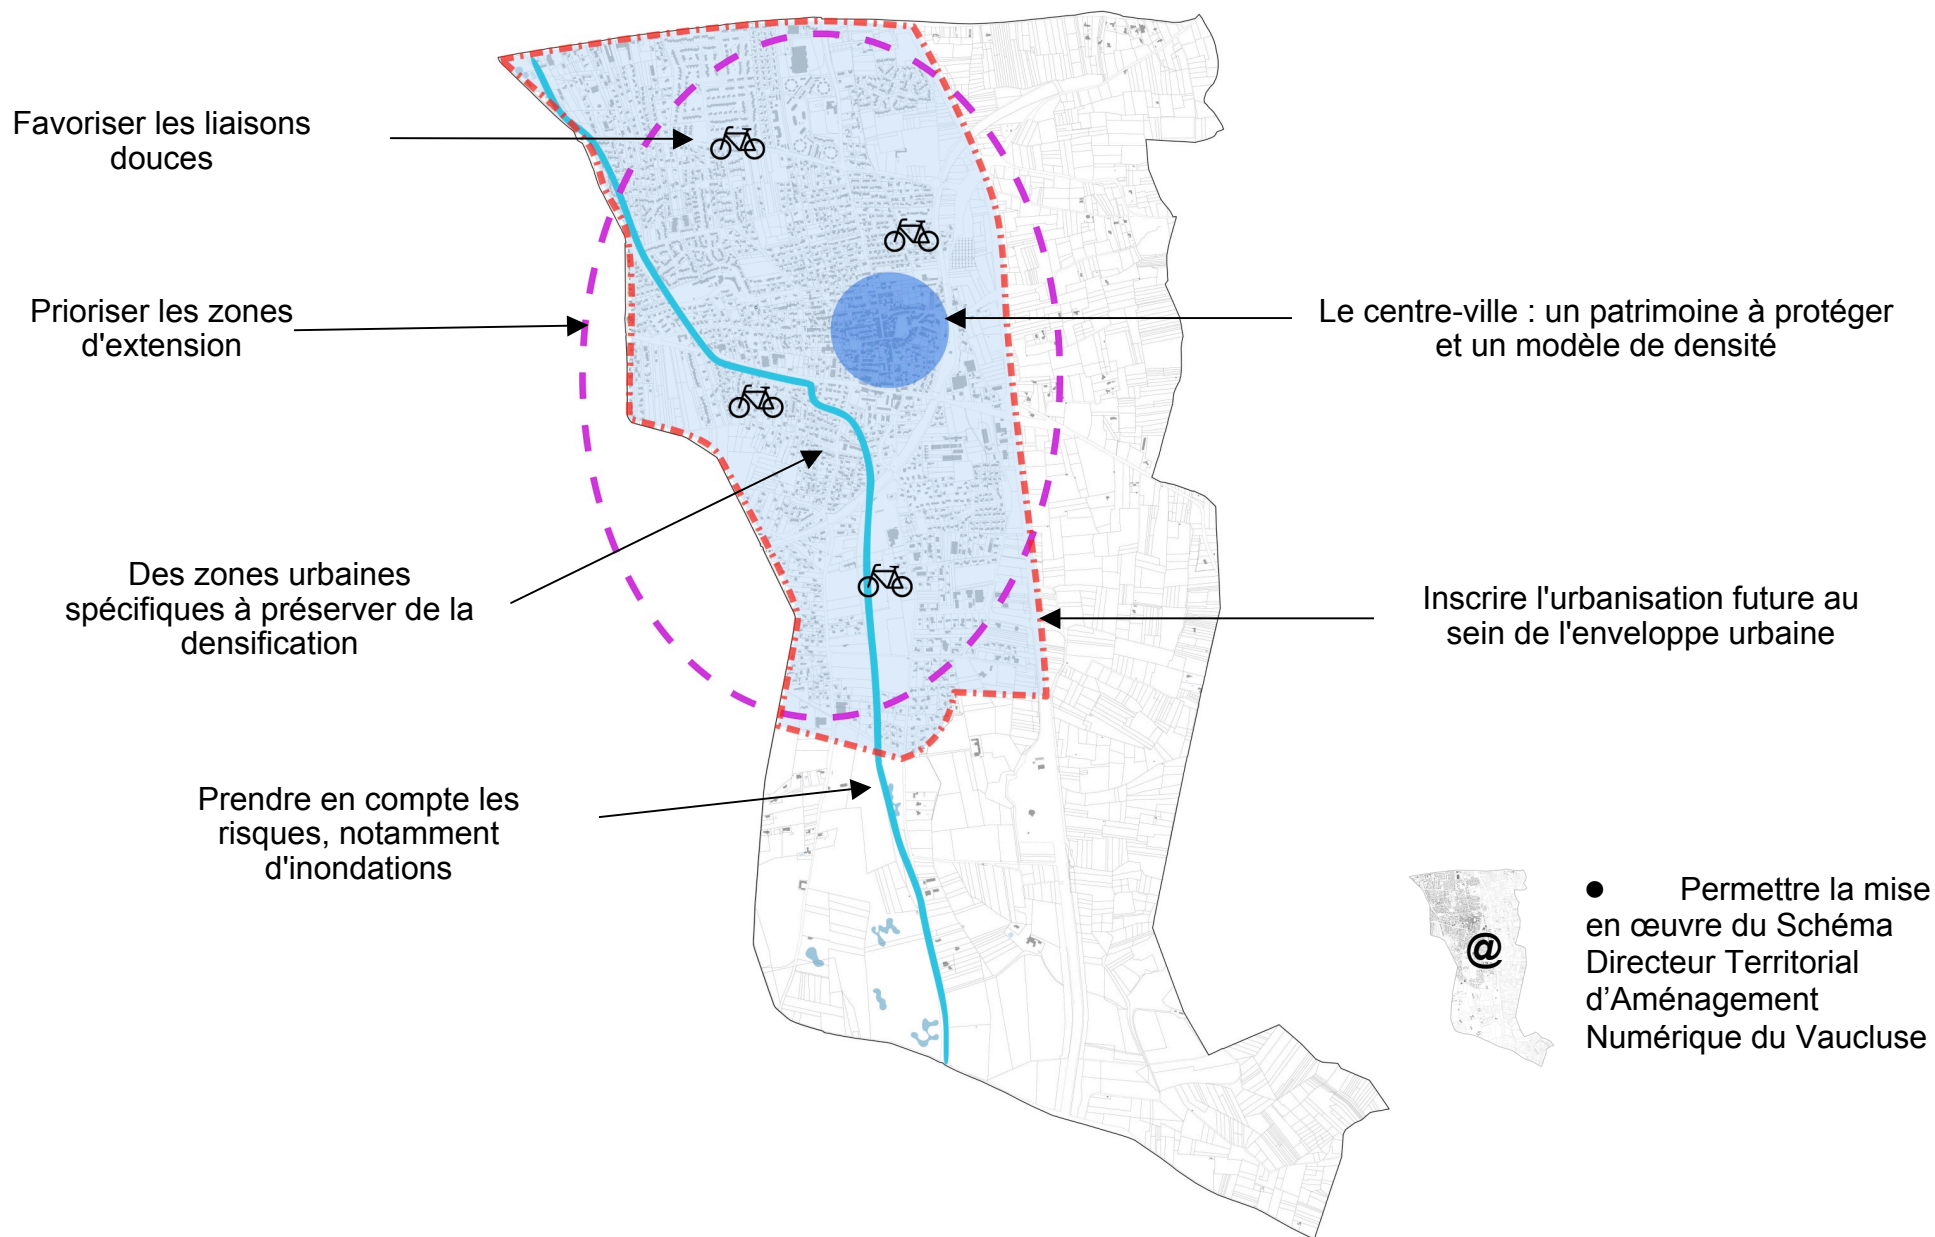 Favoriser les liaisons
douces
Prioriser les zones
d'extension
Des zones urbaines
spécifiques à préserver de la
densification
Prendre en compte les
risques, notamment
d'inondations
Le centre-ville : un patrimoine à protéger
et un modèle de densité
Inscrire l'urbanisation future au
sein de l'enveloppe urbaine
@
● Permettre la mise
en œuvre du Schéma
Directeur Territorial
d’Aménagement
Numérique du Vaucluse